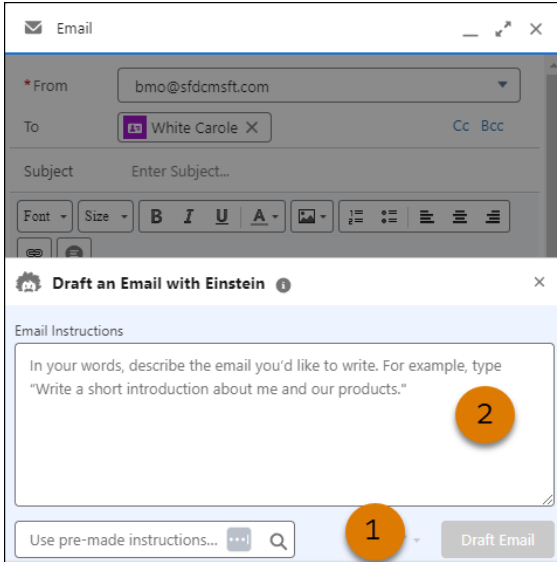 Email
*From bmo@sfdcmsft.com
To White Carole Cc Bcc
Subject Enter Subject...
Font Size B I U A
Draft an Email with Einstein
Email Instructions
In your words, describe the email you'd like to write. For example, type
"Write a short introduction about me and our products."
2
Use pre-made instructions... 1 Draft Email